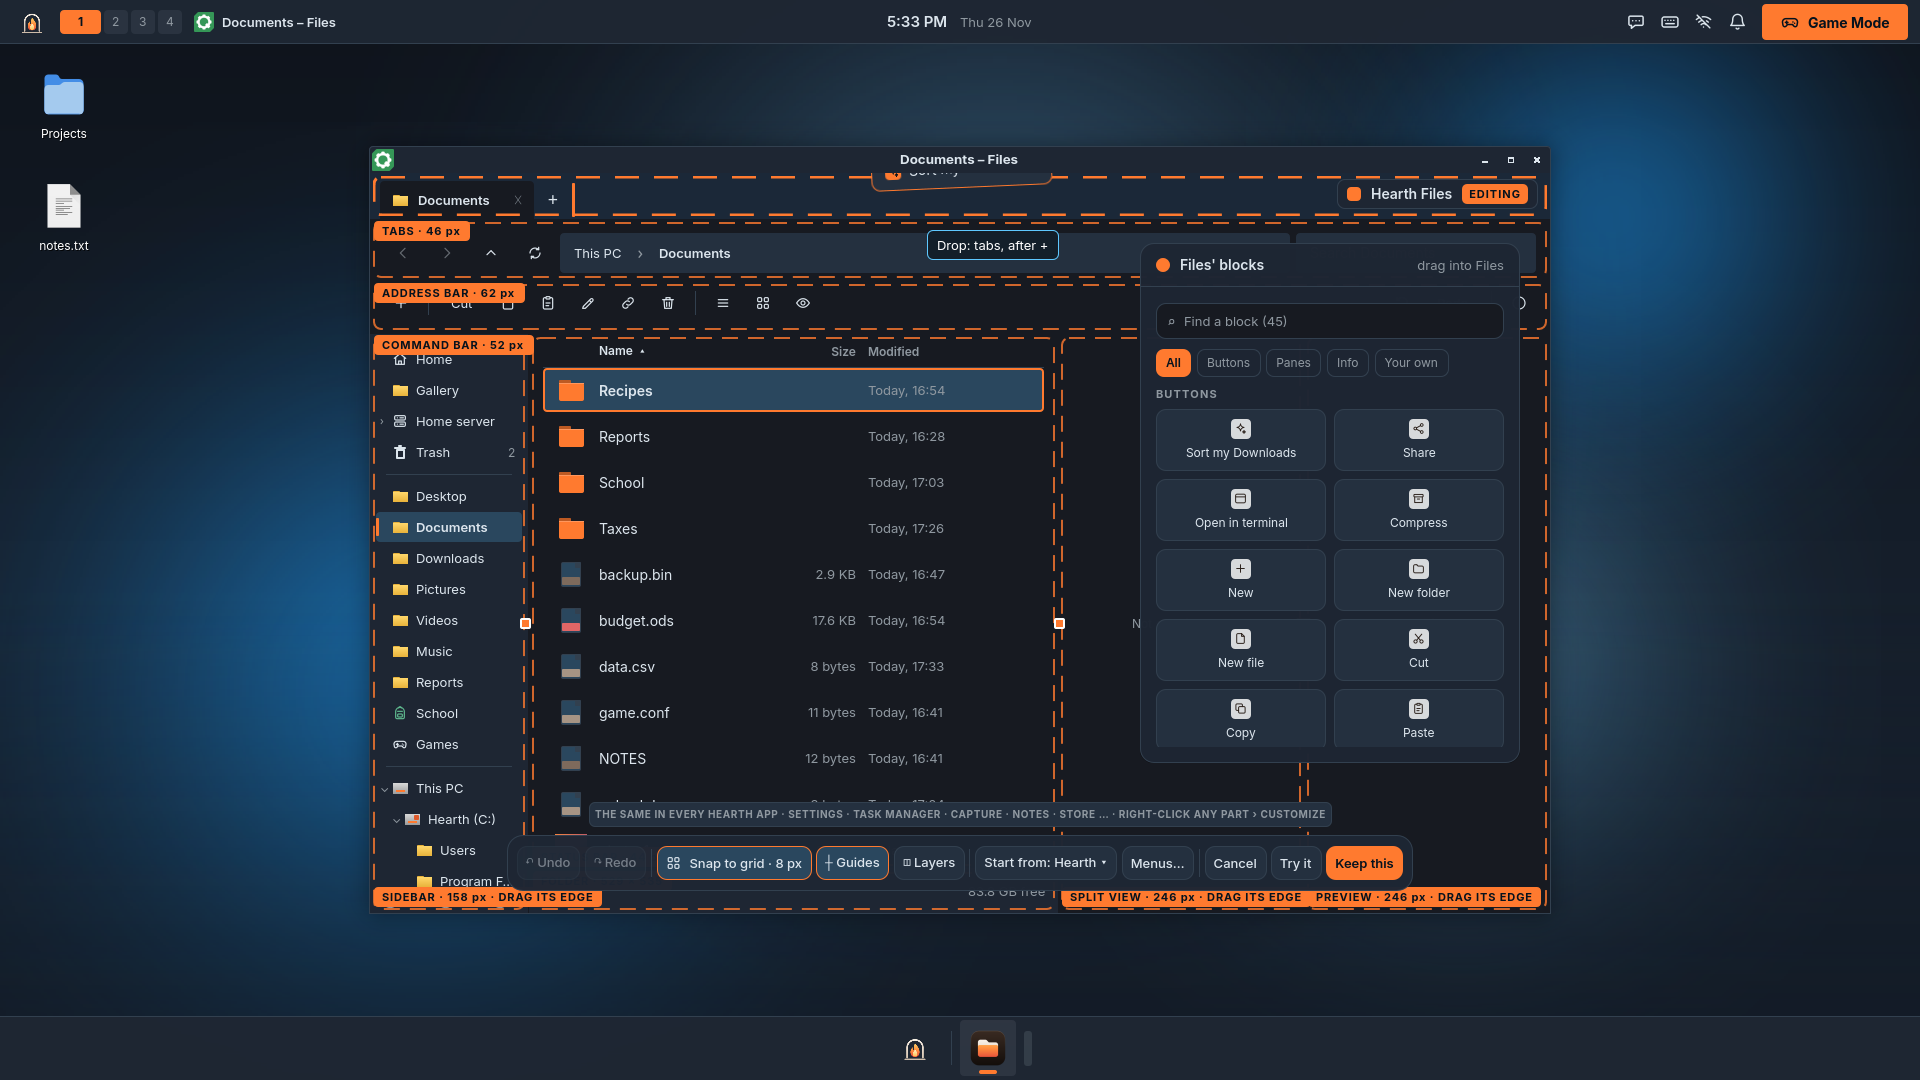 1 2 3 4 Documents – Files 5:33 PM Thu 26 Nov Game Mode
Projects
notes.txt
Documents – Files
Documents X + Hearth Files EDITING
TABS · 46 px
This PC › Documents
Drop: tabs, after +
ADDRESS BAR · 62 px
COMMAND BAR · 52 px
Home
Gallery
Home server
Trash 2
Desktop
Documents
Downloads
Pictures
Videos
Music
Reports
School
Games
This PC
Hearth (C:)
Users
Program F...
SIDEBAR · 158 px · DRAG ITS EDGE
Name Size Modified
Recipes Today, 16:54
Reports Today, 16:28
School Today, 17:03
Taxes Today, 17:26
backup.bin 2.9 KB Today, 16:47
budget.ods 17.6 KB Today, 16:54
data.csv 8 bytes Today, 17:33
game.conf 11 bytes Today, 16:41
NOTES 12 bytes Today, 16:41
Files' blocks drag into Files
Find a block (45)
All Buttons Panes Info Your own
BUTTONS
Sort my Downloads Share
Open in terminal Compress
New New folder
New file Cut
Copy Paste
THE SAME IN EVERY HEARTH APP · SETTINGS · TASK MANAGER · CAPTURE · NOTES · STORE ... · RIGHT-CLICK ANY PART › CUSTOMIZE
Undo Redo Snap to grid · 8 px Guides Layers Start from: Hearth Menus... Cancel Try it Keep this
83.8 GB free
SPLIT VIEW · 246 px · DRAG ITS EDGE PREVIEW · 246 px · DRAG ITS EDGE